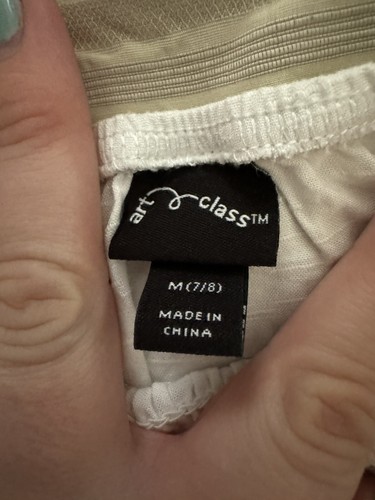 art class™
M(7/8)
MADE IN
CHINA